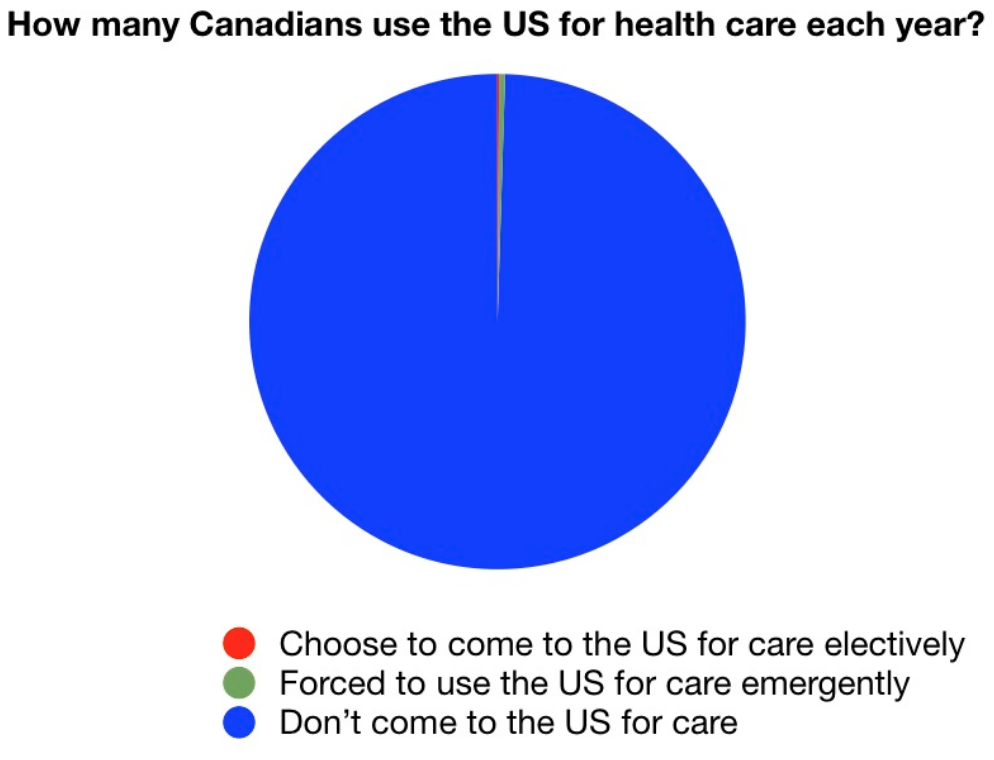 How many Canadians use the US for health care each year?
Choose to come to the US for care electively
Forced to use the US for care emergently
Don’t come to the US for care